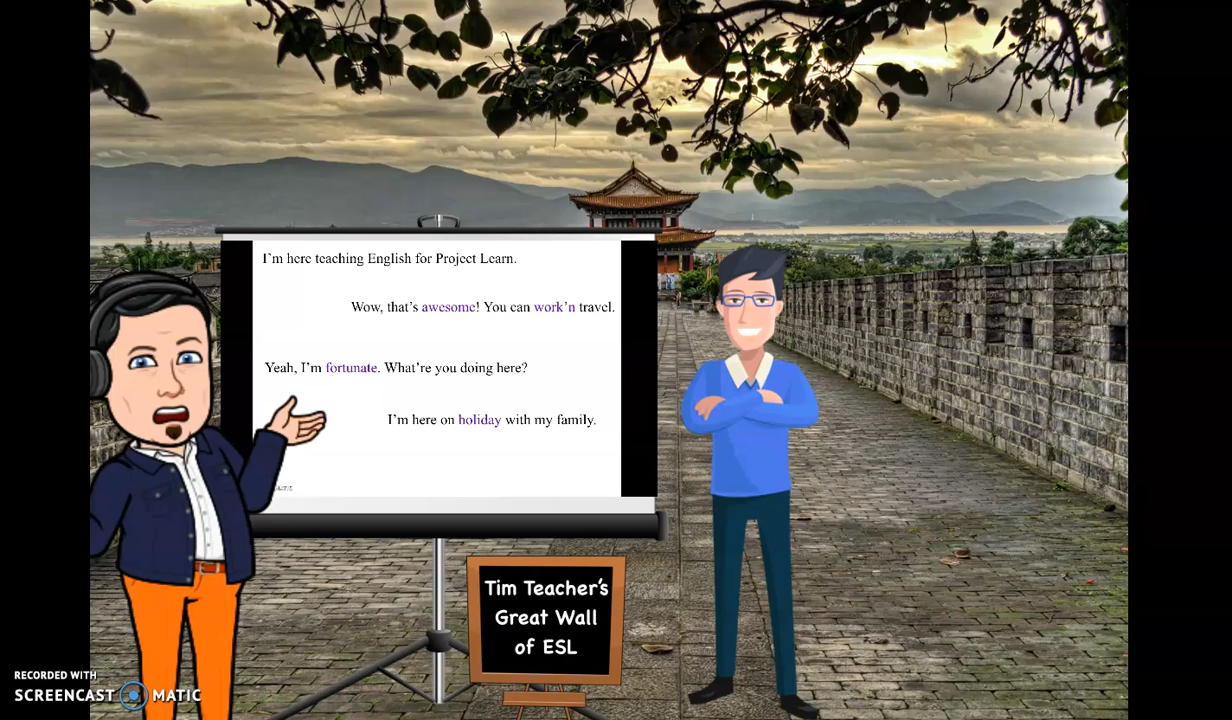 I'm here teaching English for Project Learn.
Wow, that's awesome! You can work'n travel.
Yeah, I'm fortunate. What're you doing here?
I'm here on holiday with my family.
Tim Teacher's
Great Wall
of ESL
RECORDED WITH
SCREENCAST MATIC